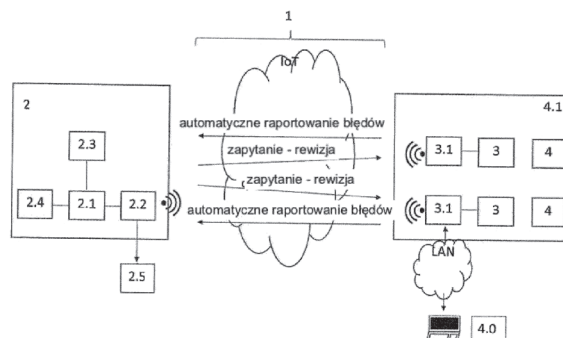 1
IoT
2
4.1
automatyczne raportowanie błędów
2.3
zapytanie - rewizja
3.1
3
4
zapytanie - rewizja
2.4
2.1
2.2
automatyczne raportowanie błędów
3.1
3
4
LAN
2.5
4.0